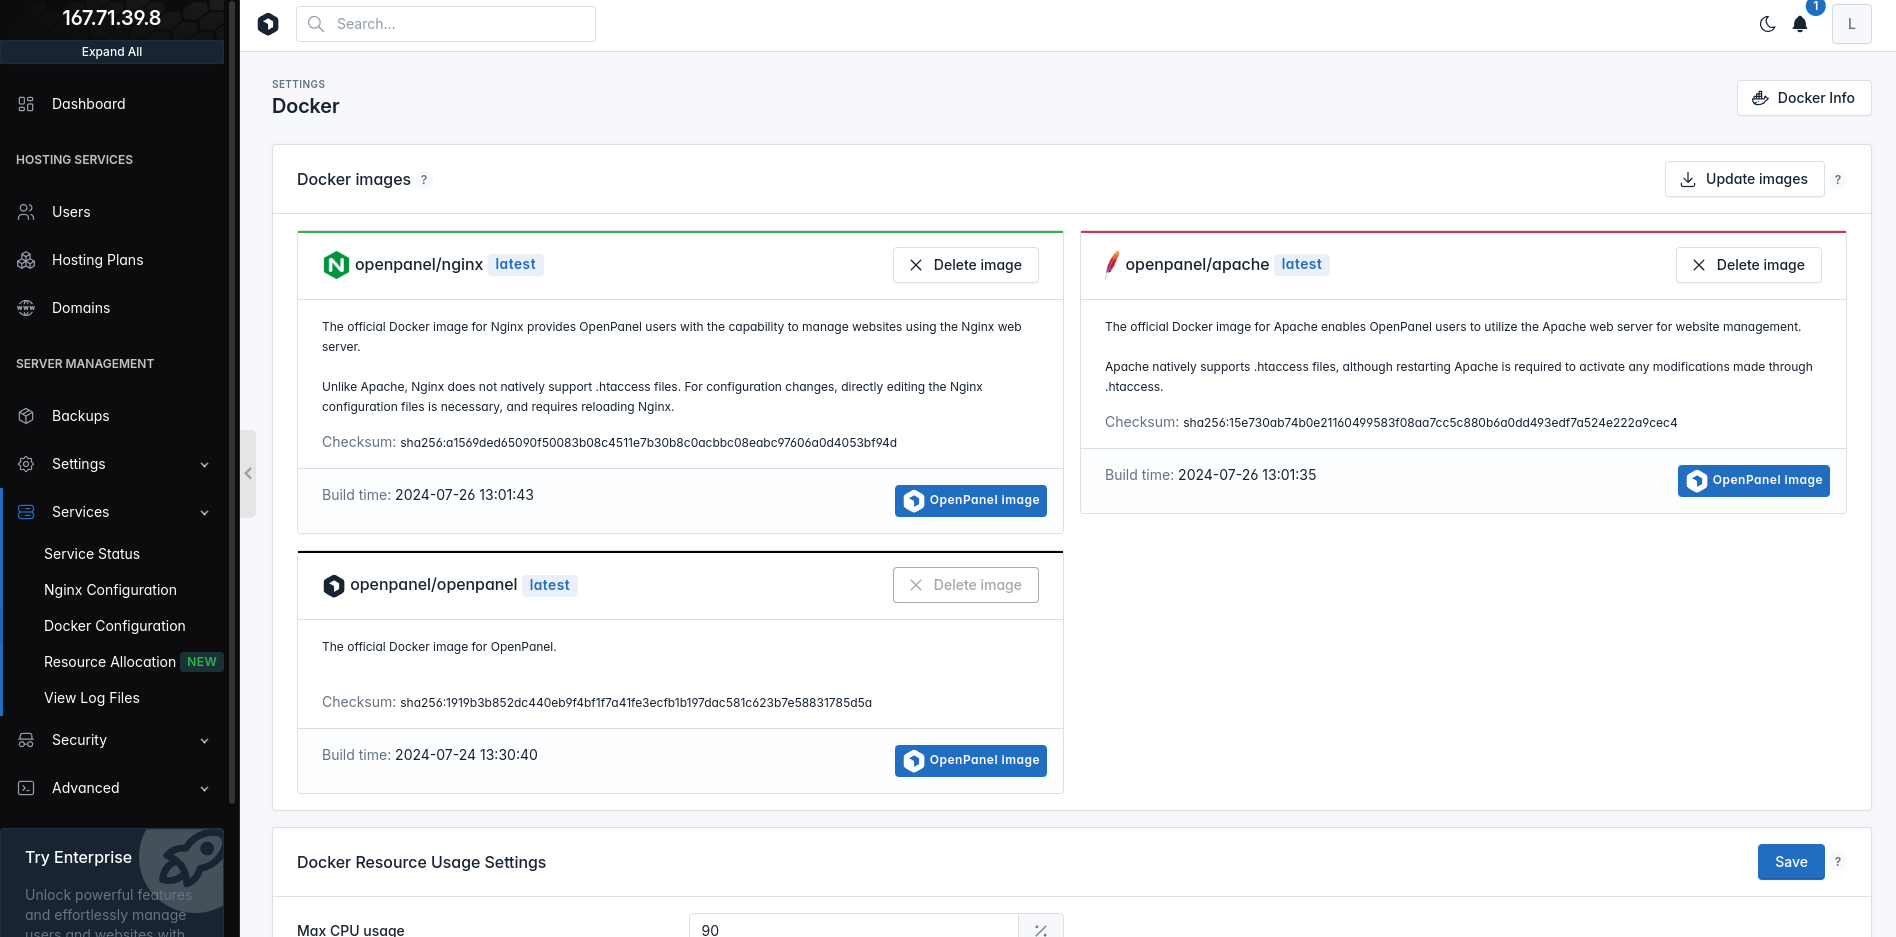 167.71.39.8
Expand All
Dashboard
HOSTING SERVICES
Users
Hosting Plans
Domains
SERVER MANAGEMENT
Backups
Settings
Services
Service Status
Nginx Configuration
Docker Configuration
Resource Allocation NEW
View Log Files
Security
Advanced
Try Enterprise
Unlock powerful features
and effortlessly manage
users and websites with
Search...
1
L
SETTINGS
Docker
Docker Info
Docker images ?
Update images ?
openpanel/nginx latest
Delete image
The official Docker image for Nginx provides OpenPanel users with the capability to manage websites using the Nginx web
server.
Unlike Apache, Nginx does not natively support .htaccess files. For configuration changes, directly editing the Nginx
configuration files is necessary, and requires reloading Nginx.
Checksum: sha256:a1569ded65090f50083b08c4511e7b30b8c0acbbc08eabc97606a0d4053bf94d
Build time: 2024-07-26 13:01:43
OpenPanel image
openpanel/apache latest
Delete image
The official Docker image for Apache enables OpenPanel users to utilize the Apache web server for website management.
Apache natively supports .htaccess files, although restarting Apache is required to activate any modifications made through
.htaccess.
Checksum: sha256:15e730ab74b0e21160499583f08aa7cc5c880b6a0dd493edf7a524e222a9cec4
Build time: 2024-07-26 13:01:35
OpenPanel image
openpanel/openpanel latest
Delete image
The official Docker image for OpenPanel.
Checksum: sha256:1919b3b852dc440eb9f4bf1f7a41fe3ecfb1b197dac581c623b7e58831785d5a
Build time: 2024-07-24 13:30:40
OpenPanel image
Docker Resource Usage Settings
Save ?
Max CPU usage
90
%